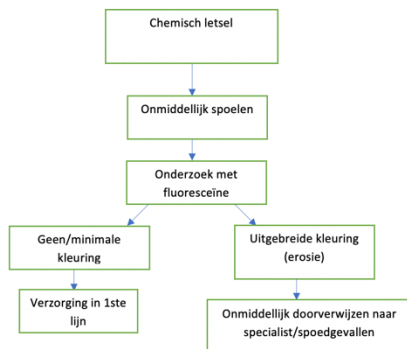 Chemisch letsel
Onmiddellijk spoelen
Onderzoek met
fluoresceïne
Geen/minimale
kleuring
Uitgebreide kleuring
(erosie)
Verzorging in 1ste
lijn
Onmiddellijk doorverwijzen naar
specialist/spoedgevallen